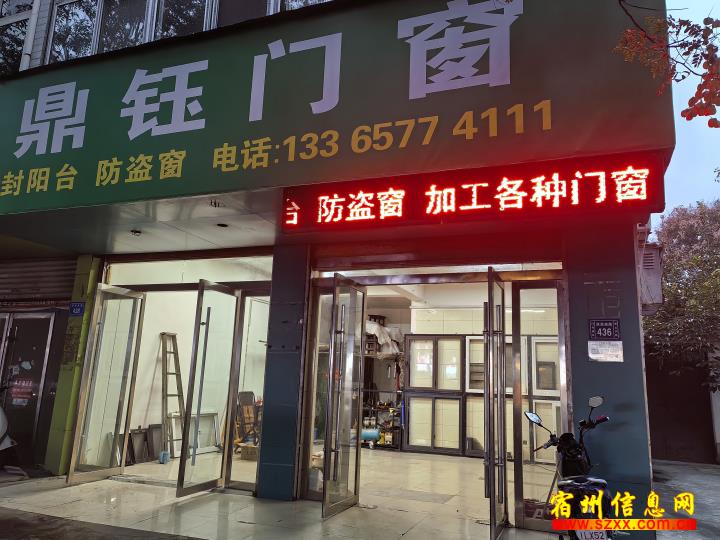 鼎钰门窗
封阳台 防盗窗 电话:133 6577 4111
台 防盗窗 加工各种门窗
436
宿州信息网
www.szxx.com.cn